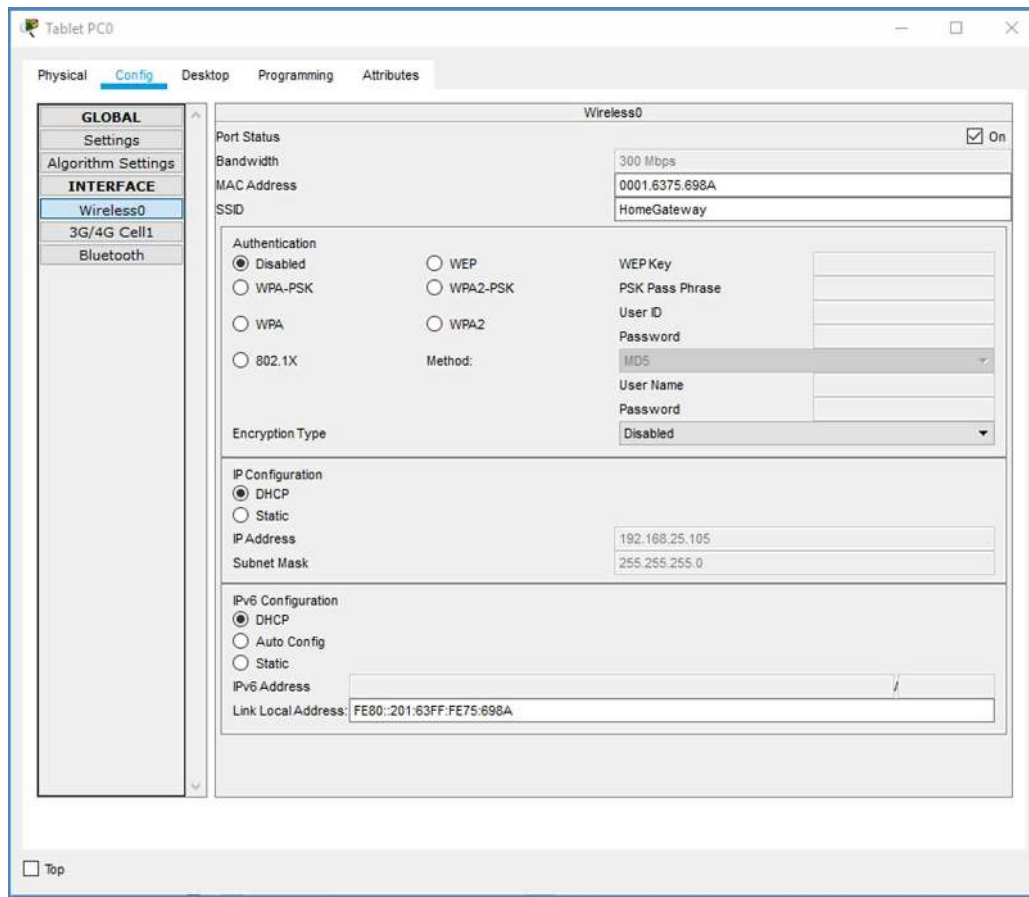 Tablet PC0
Physical Config Desktop Programming Attributes
GLOBAL
Settings
Algorithm Settings
INTERFACE
Wireless0
3G/4G Cell1
Bluetooth
Wireless0
Port Status On
Bandwidth 300 Mbps
MAC Address 0001.6375.698A
SSID HomeGateway
Authentication
Disabled WEP WEP Key
WPA-PSK WPA2-PSK PSK Pass Phrase
User ID
WPA WPA2
Password
802.1X Method: MD5
User Name
Password
Encryption Type Disabled
IP Configuration
DHCP
Static
IP Address 192.168.25.105
Subnet Mask 255.255.255.0
IPv6 Configuration
DHCP
Auto Config
Static
IPv6 Address /
Link Local Address: FE80::201:63FF:FE75:698A
Top